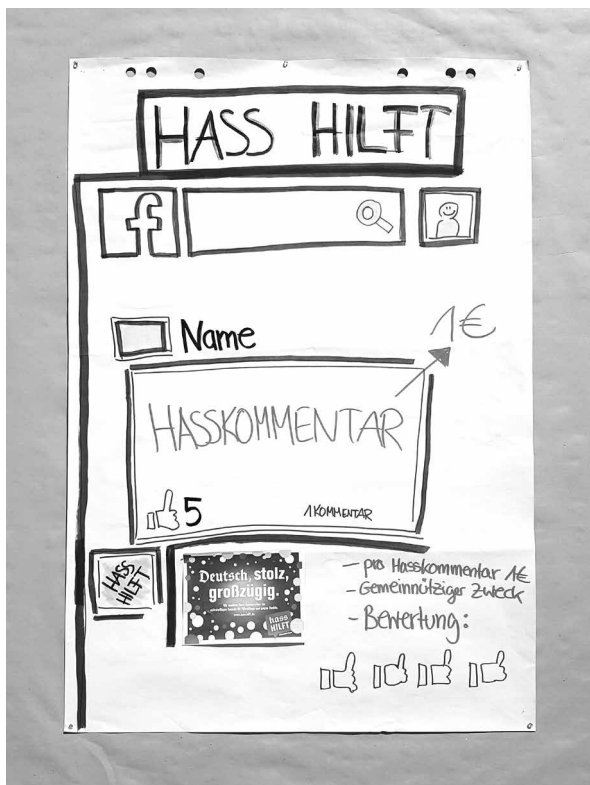 HASS HILFT
f
Name
1€
HASSKOMMENTAR
5
1 KOMMENTAR
HASS
HILFT
Deutsch, stolz,
großzügig.
hass
HILFT
- pro Hasskommentar 1€
- Gemeinnütziger Zweck
- Bewertung: